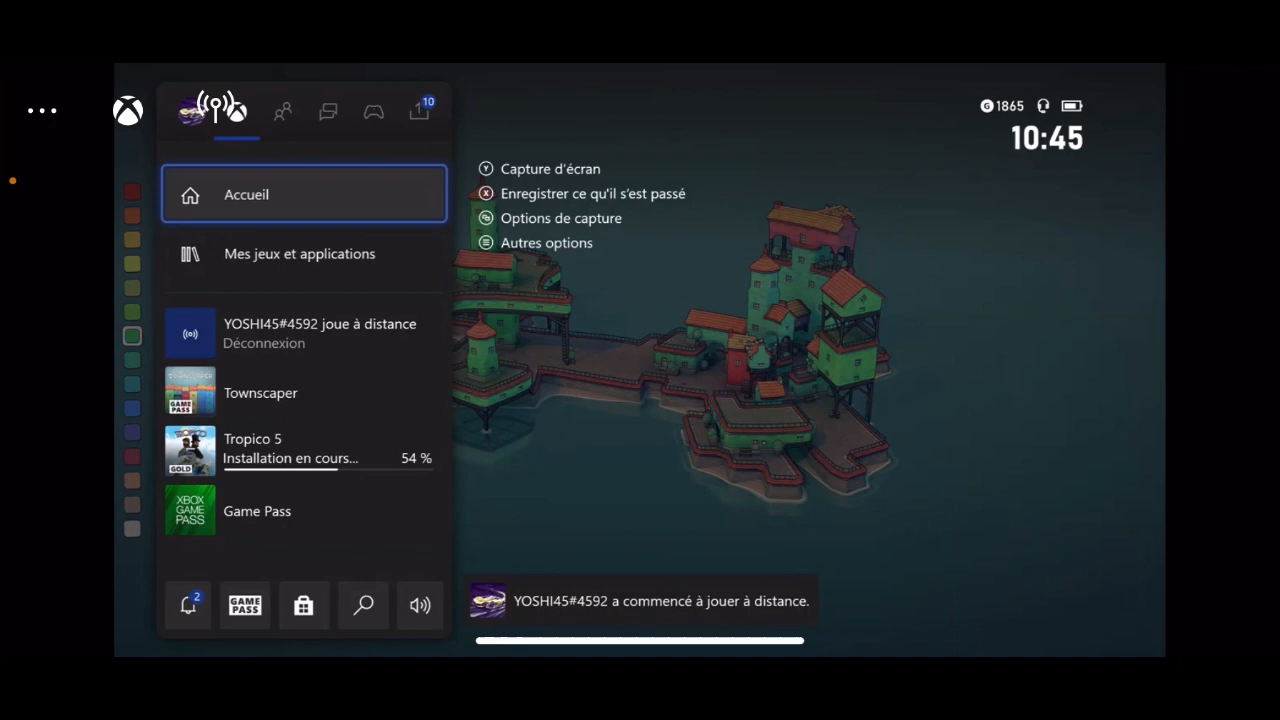 10
G 1865
10:45
Accueil
Mes jeux et applications
Y Capture d'écran
X Enregistrer ce qu'il s'est passé
Options de capture
Autres options
YOSHI45#4592 joue à distance
Déconnexion
GAME
PASS
Townscaper
TROPICO
GOLD
Tropico 5
Installation en cours... 54 %
XBOX
GAME
PASS
Game Pass
2
GAME
PASS
YOSHI45#4592 a commencé à jouer à distance.